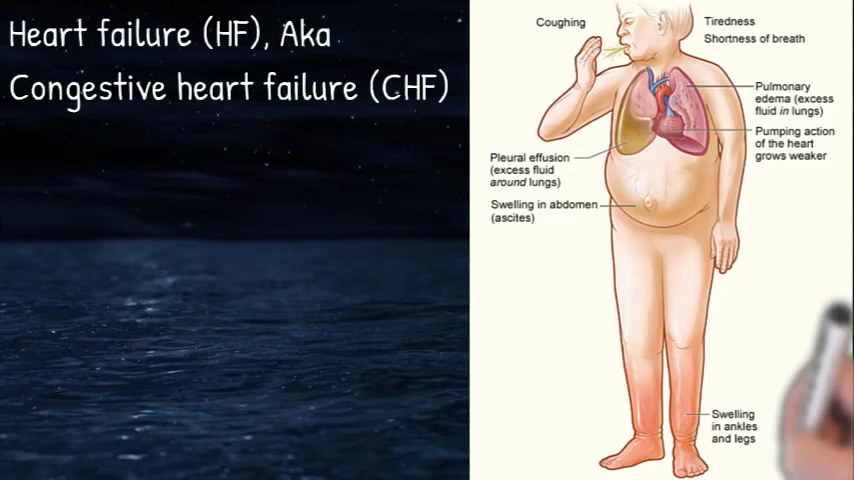 Heart failure (HF), Aka
Congestive heart failure (CHF)
Coughing
Tiredness
Shortness of breath
Pulmonary
edema (excess
fluid in lungs)
Pumping action
of the heart
grows weaker
Pleural effusion
(excess fluid
around lungs)
Swelling in abdomen
(ascites)
Swelling
in ankles
and legs